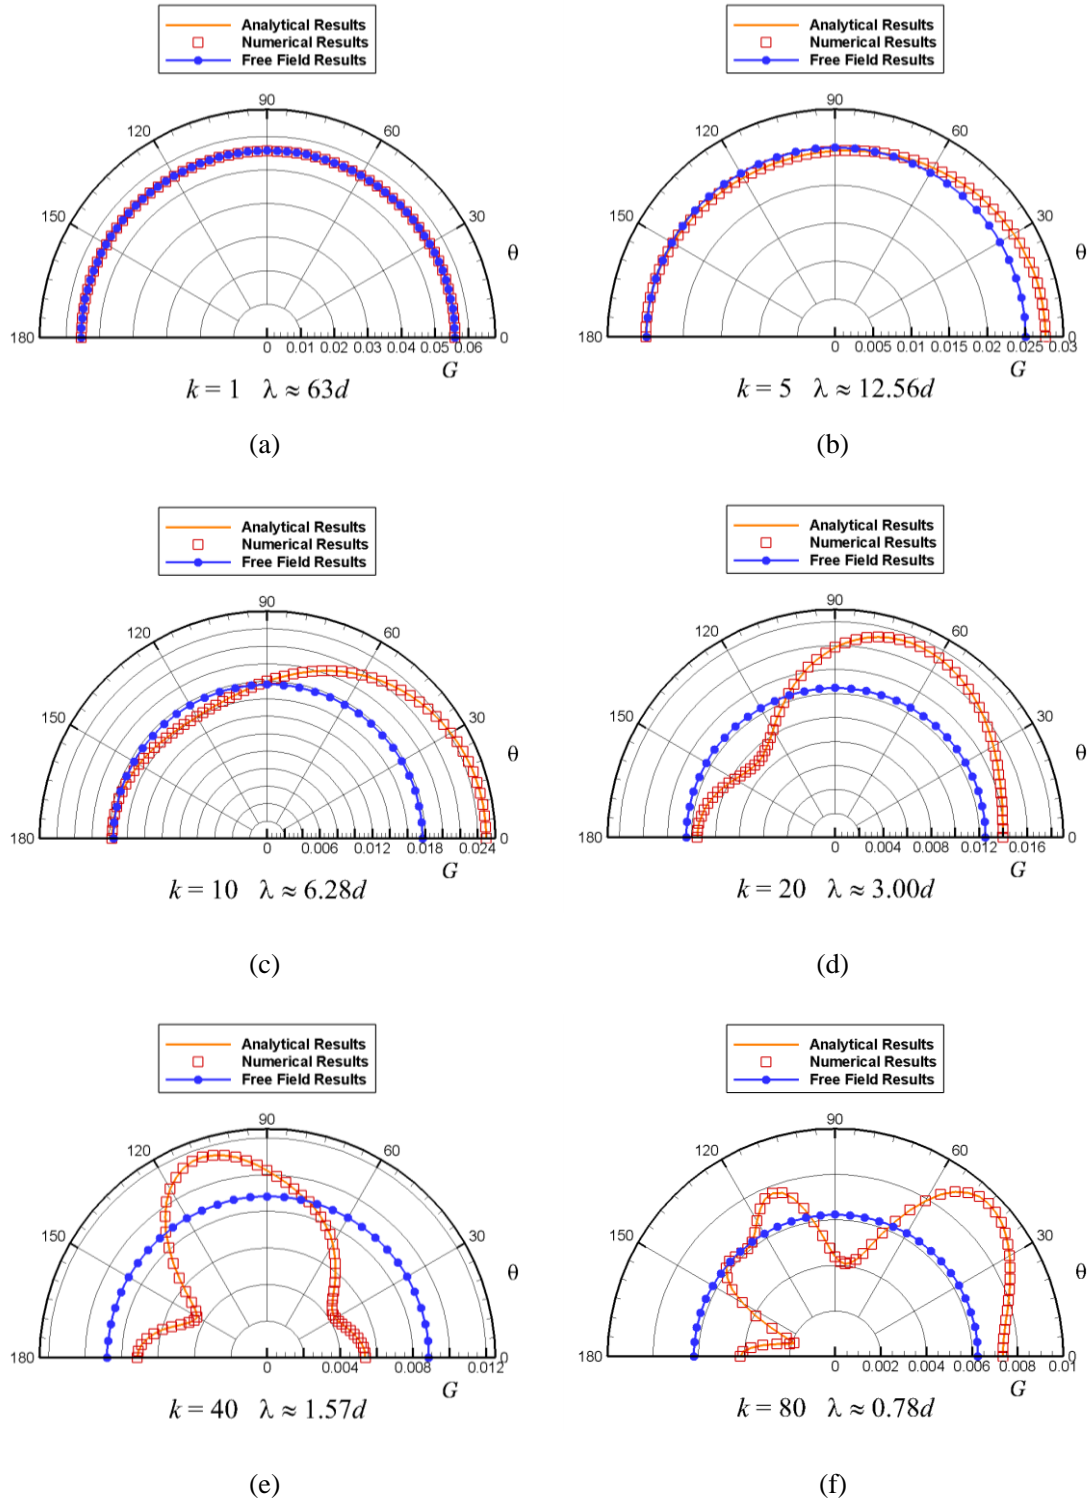 Analytical Results
Numerical Results
Free Field Results
90
120 60
150 30
θ
180 0 0.01 0.02 0.03 0.04 0.05 0.06 0
G
k = 1 λ ≈ 63d
(a)
Analytical Results
Numerical Results
Free Field Results
90
120 60
150 30
θ
180 0 0.005 0.01 0.015 0.02 0.025 0.03 0
G
k = 5 λ ≈ 12.56d
(b)
Analytical Results
Numerical Results
Free Field Results
90
120 60
150 30
θ
180 0 0.006 0.012 0.018 0.024 0
G
k = 10 λ ≈ 6.28d
(c)
Analytical Results
Numerical Results
Free Field Results
90
120 60
150 30
θ
180 0 0.004 0.008 0.012 0.016 0
G
k = 20 λ ≈ 3.00d
(d)
Analytical Results
Numerical Results
Free Field Results
90
120 60
150 30
θ
180 0 0.004 0.008 0.012 0
G
k = 40 λ ≈ 1.57d
(e)
Analytical Results
Numerical Results
Free Field Results
90
120 60
150 30
θ
180 0 0.002 0.004 0.006 0.008 0.01 0
G
k = 80 λ ≈ 0.78d
(f)